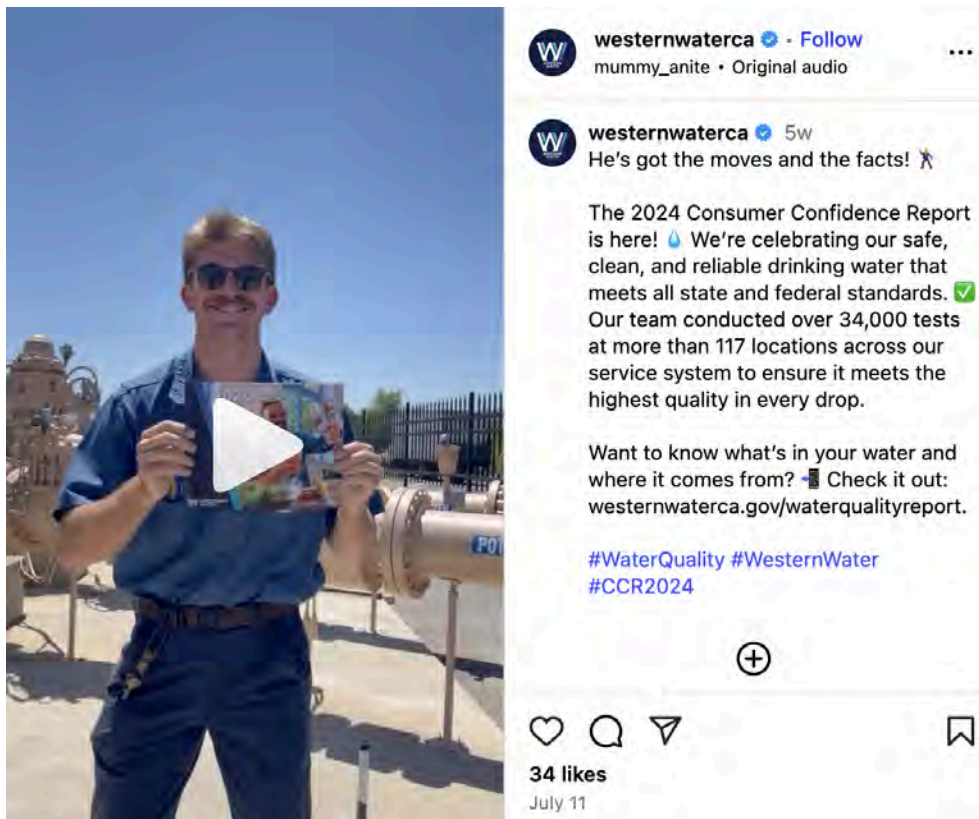 westernwaterca · Follow
mummy_anite • Original audio
westernwaterca 5w
He's got the moves and the facts! 🕺
The 2024 Consumer Confidence Report
is here! 💧 We're celebrating our safe,
clean, and reliable drinking water that
meets all state and federal standards. ✅
Our team conducted over 34,000 tests
at more than 117 locations across our
service system to ensure it meets the
highest quality in every drop.
Want to know what's in your water and
where it comes from? 📲 Check it out:
westernwaterca.gov/waterqualityreport.
#WaterQuality #WesternWater
#CCR2024
34 likes
July 11
PO